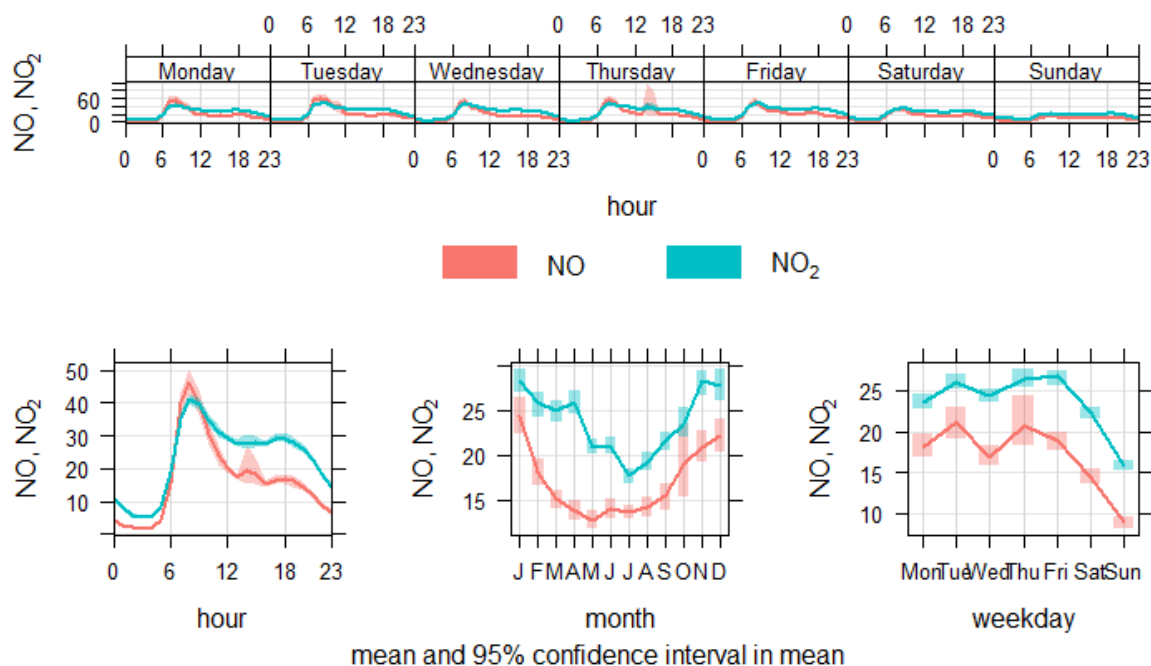 0 6 12 18 23 0 6 12 18 23 0 6 12 18 23
Monday Tuesday Wednesday Thursday Friday Saturday Sunday
NO, NO₂
60
0
0 6 12 18 23 0 6 12 18 23 0 6 12 18 23 0 6 12 18 23
hour
NO NO₂
NO, NO₂
50
40
30
20
10
0 6 12 18 23
hour
NO, NO₂
25
20
15
J F M A M J J A S O N D
month
NO, NO₂
25
20
15
10
Mon Tue Wed Thu Fri Sat Sun
weekday
mean and 95% confidence interval in mean